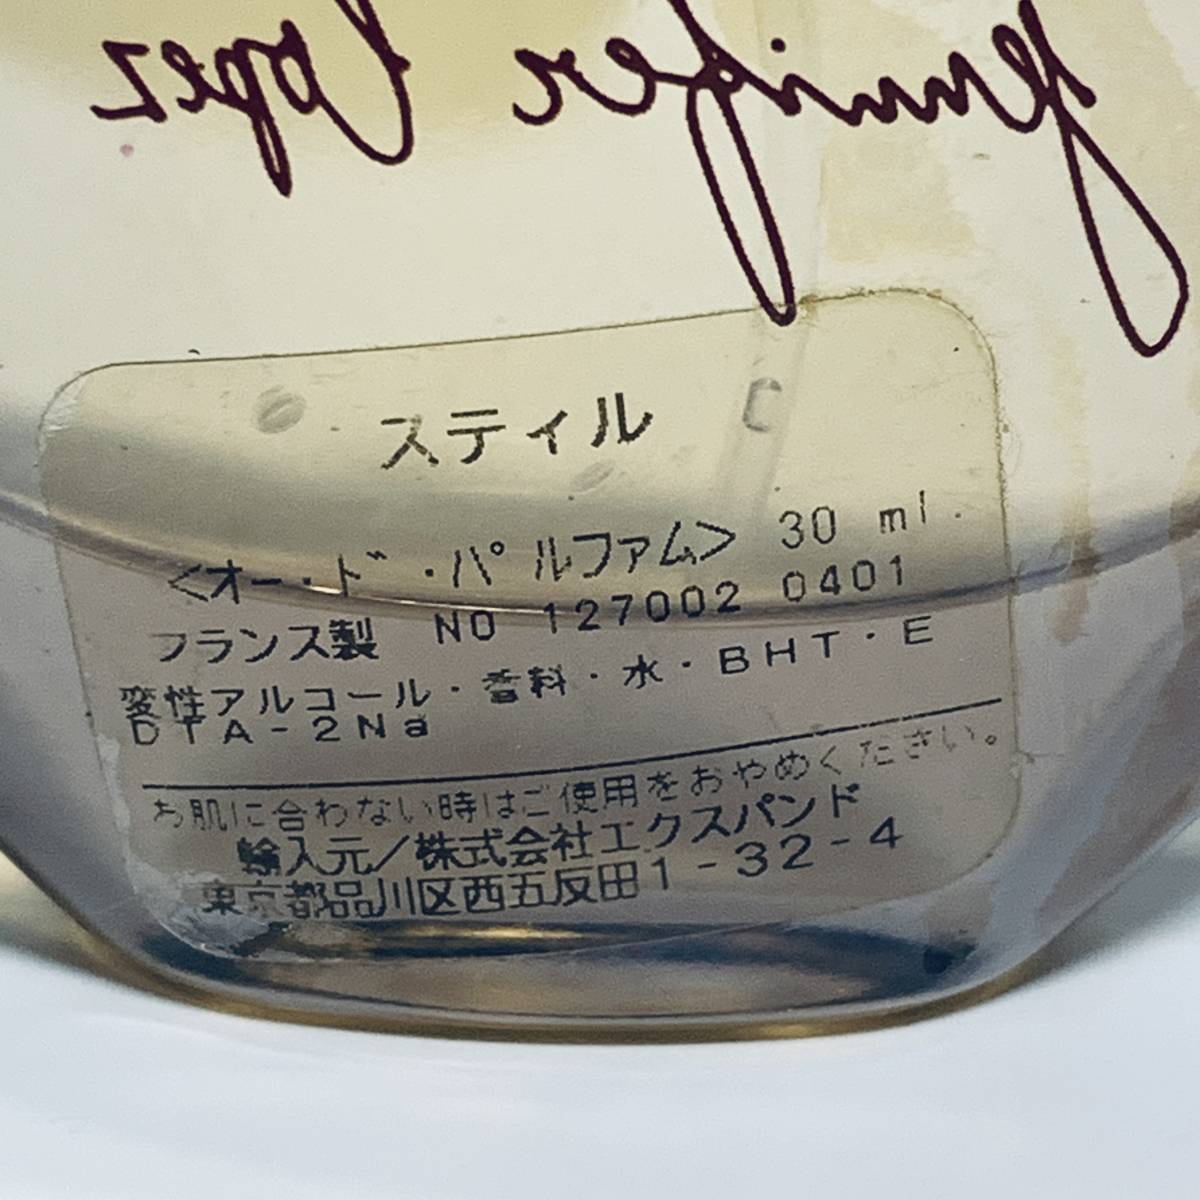 Jennifer Lopez
スティル
<オー・ド・パルファム> 30 ml.
フランス製 NO 127002 0401
変性アルコール・香料・水・BHT・E
DTA-2Na
お肌に合わない時はご使用をおやめください。
輸入元/株式会社エクスパンド
東京都品川区西五反田1-32-4